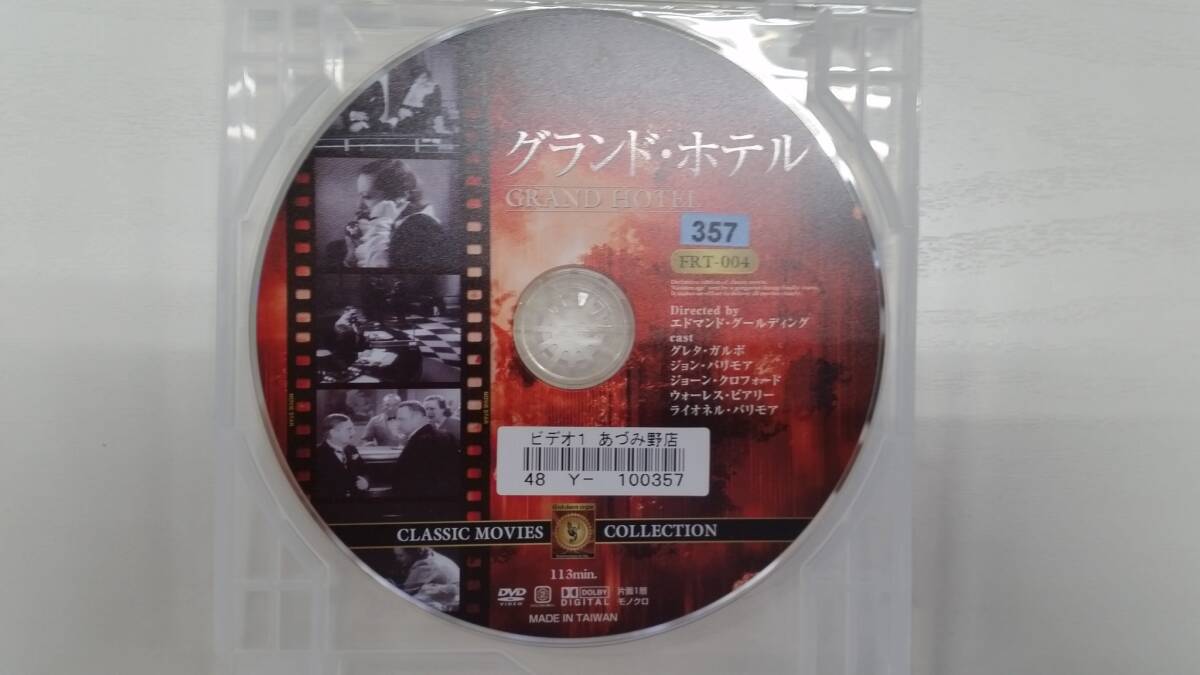 グランド・ホテル
GRAND HOTEL
357
FRT-004
Directed by
エドマンド・グールディング
cast
グレタ・ガルボ
ジョン・バリモア
ジョーン・クロフォード
ウォーレス・ビアリー
ライオネル・バリモア
MOVIE STAR
MOVIE STAR
ビデオ1 あづみ野店
48 Y- 100357
CLASSIC MOVIES
COLLECTION
113min.
DVD
VIDEO
DOLBY
DIGITAL
片面1層
モノクロ
MADE IN TAIWAN